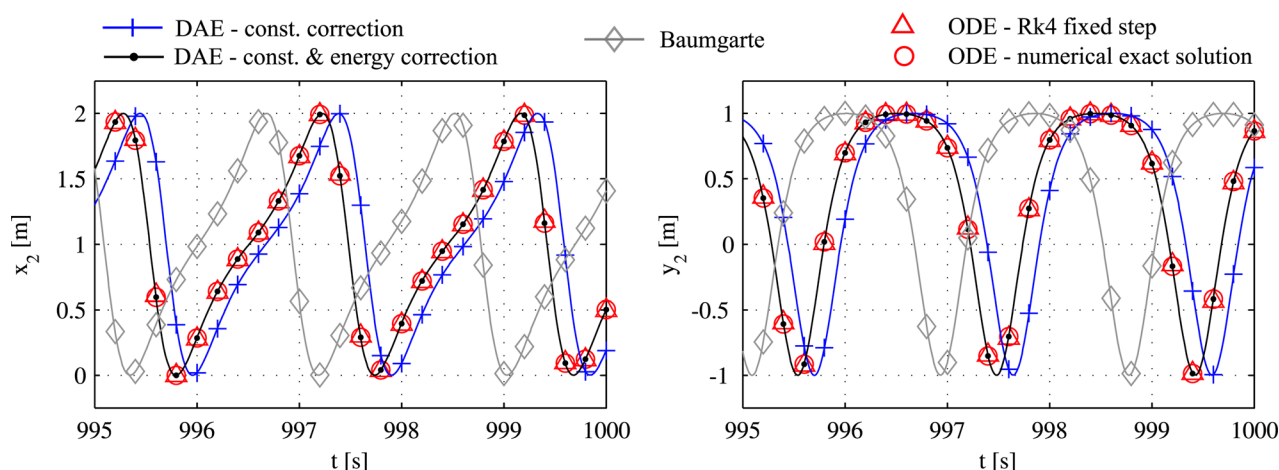 DAE - const. correction
DAE - const. & energy correction
Baumgarte
ODE - Rk4 fixed step
ODE - numerical exact solution
2
1.5
1
0.5
0
x2 [m]
995 996 997 998 999 1000
t [s]
1
0.5
0
-0.5
-1
y2 [m]
995 996 997 998 999 1000
t [s]